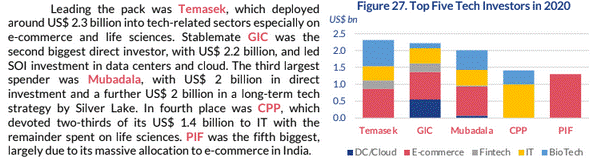 Leading the pack was Temasek, which deployed
around US$ 2.3 billion into tech-related sectors especially on
e-commerce and life sciences. Stablemate GIC was the
second biggest direct investor, with US$ 2.2 billion, and led
SOI investment in data centers and cloud. The third largest
spender was Mubadala, with US$ 2 billion in direct
investment and a further US$ 2 billion in a long-term tech
strategy by Silver Lake. In fourth place was CPP, which
devoted two-thirds of its US$ 1.4 billion to IT with the
remainder spent on life sciences. PIF was the fifth biggest,
largely due to its massive allocation to e-commerce in India.
Figure 27. Top Five Tech Investors in 2020
US$ bn
2.5
2.0
1.5
1.0
0.5
0.0
Temasek GIC Mubadala CPP PIF
DC/Cloud E-commerce Fintech IT BioTech